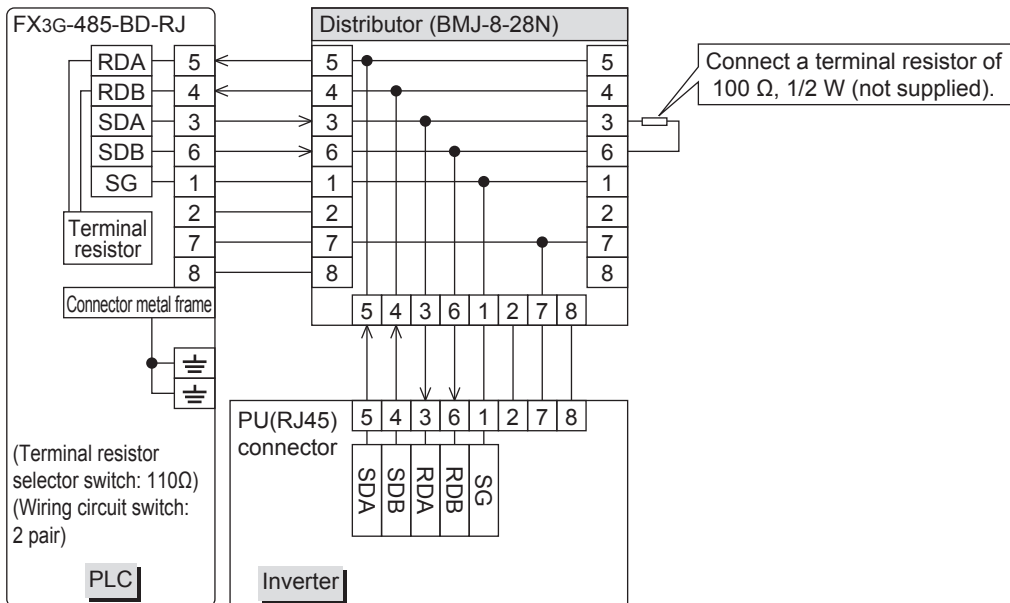 FX3G-485-BD-RJ
RDA 5
RDB 4
SDA 3
SDB 6
SG 1
2
7
8
Terminal
resistor
Connector metal frame
(Terminal resistor
selector switch: 110Ω)
(Wiring circuit switch:
2 pair)
PLC
Distributor (BMJ-8-28N)
5 5
4 4
3 3
6 6
1 1
2 2
7 7
8 8
5 4 3 6 1 2 7 8
Connect a terminal resistor of
100 Ω, 1/2 W (not supplied).
PU(RJ45)
connector
5 4 3 6 1 2 7 8
SDA
SDB
RDA
RDB
SG
Inverter